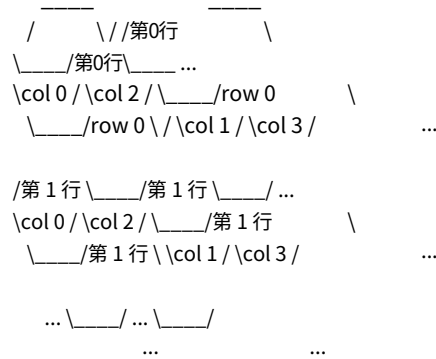 ____ ____
/ \ / /第0行 \
\____/第0行\____ ...
\col 0 / \col 2 / \____/row 0 \
\____/row 0 \ / \col 1 / \col 3 / ...
/第 1 行 \____/第 1 行 \____/ ...
\col 0 / \col 2 / \____/第 1 行 \
\____/第 1 行 \ \col 1 / \col 3 / ...
... \____/ ... \____/
... ...